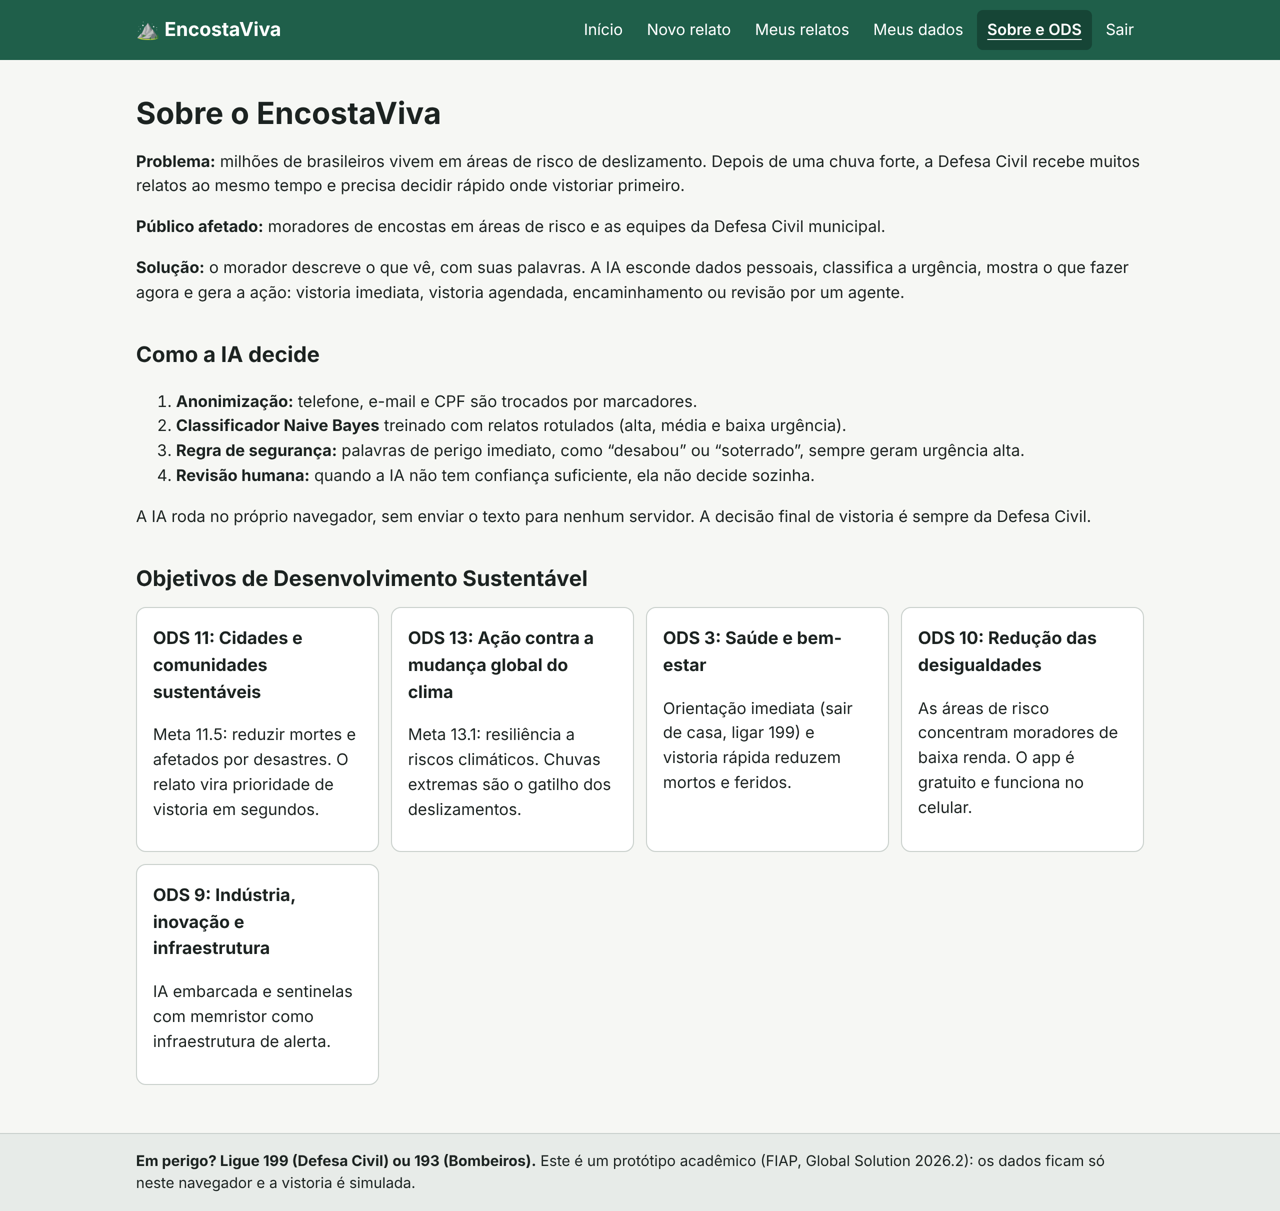 EncostaViva
Início
Novo relato
Meus relatos
Meus dados
Sobre e ODS
Sair
Sobre o EncostaViva
Problema: milhões de brasileiros vivem em áreas de risco de deslizamento. Depois de uma chuva forte, a Defesa Civil recebe muitos
relatos ao mesmo tempo e precisa decidir rápido onde vistoriar primeiro.
Público afetado: moradores de encostas em áreas de risco e as equipes da Defesa Civil municipal.
Solução: o morador descreve o que vê, com suas palavras. A IA esconde dados pessoais, classifica a urgência, mostra o que fazer
agora e gera a ação: vistoria imediata, vistoria agendada, encaminhamento ou revisão por um agente.
Como a IA decide
1. Anonimização: telefone, e-mail e CPF são trocados por marcadores.
2. Classificador Naive Bayes treinado com relatos rotulados (alta, média e baixa urgência).
3. Regra de segurança: palavras de perigo imediato, como “desabou” ou “soterrado”, sempre geram urgência alta.
4. Revisão humana: quando a IA não tem confiança suficiente, ela não decide sozinha.
A IA roda no próprio navegador, sem enviar o texto para nenhum servidor. A decisão final de vistoria é sempre da Defesa Civil.
Objetivos de Desenvolvimento Sustentável
ODS 11: Cidades e
comunidades
sustentáveis
Meta 11.5: reduzir mortes e
afetados por desastres. O
relato vira prioridade de
vistoria em segundos.
ODS 13: Ação contra a
mudança global do
clima
Meta 13.1: resiliência a
riscos climáticos. Chuvas
extremas são o gatilho dos
deslizamentos.
ODS 3: Saúde e bem-
estar
Orientação imediata (sair
de casa, ligar 199) e
vistoria rápida reduzem
mortos e feridos.
ODS 10: Redução das
desigualdades
As áreas de risco
concentram moradores de
baixa renda. O app é
gratuito e funciona no
celular.
ODS 9: Indústria,
inovação e
infraestrutura
IA embarcada e sentinelas
com memristor como
infraestrutura de alerta.
Em perigo? Ligue 199 (Defesa Civil) ou 193 (Bombeiros). Este é um protótipo acadêmico (FIAP, Global Solution 2026.2): os dados ficam só
neste navegador e a vistoria é simulada.